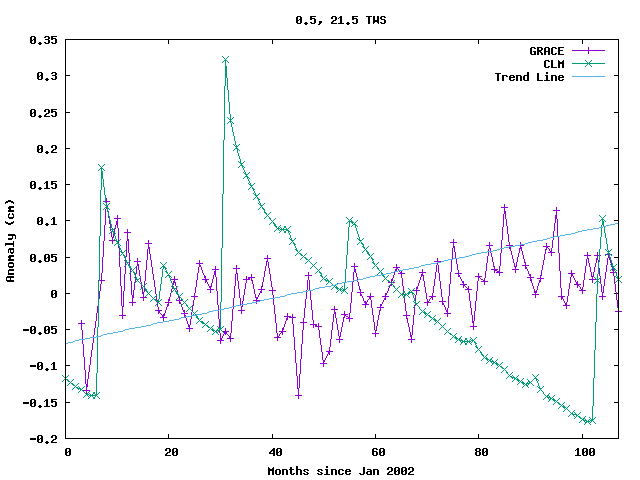 0.5, 21.5 TWS
GRACE
CLM
Trend Line
0.35
0.3
0.25
0.2
0.15
0.1
0.05
0
-0.05
-0.1
-0.15
-0.2
Anomaly (cm)
0 20 40 60 80 100
Months since Jan 2002